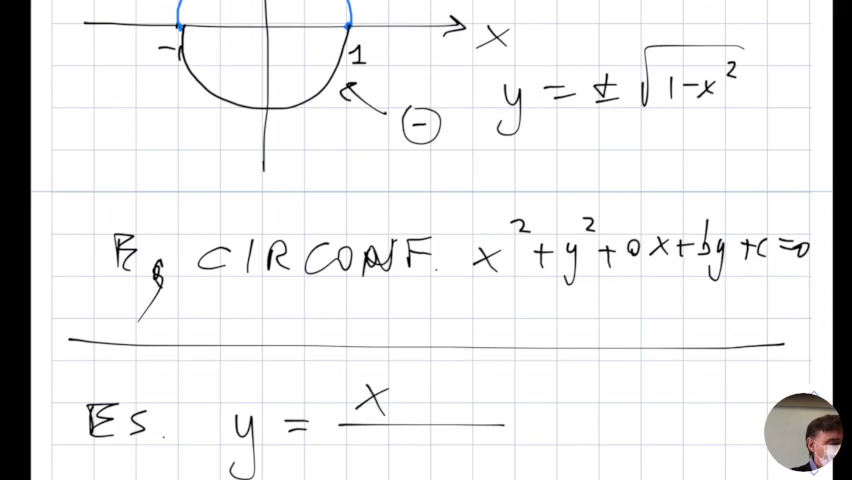 -1 1 x
y = ± √1-x²
-
Eq CIRCONF. x² + y² + ax + by + c = 0
Es. y = x